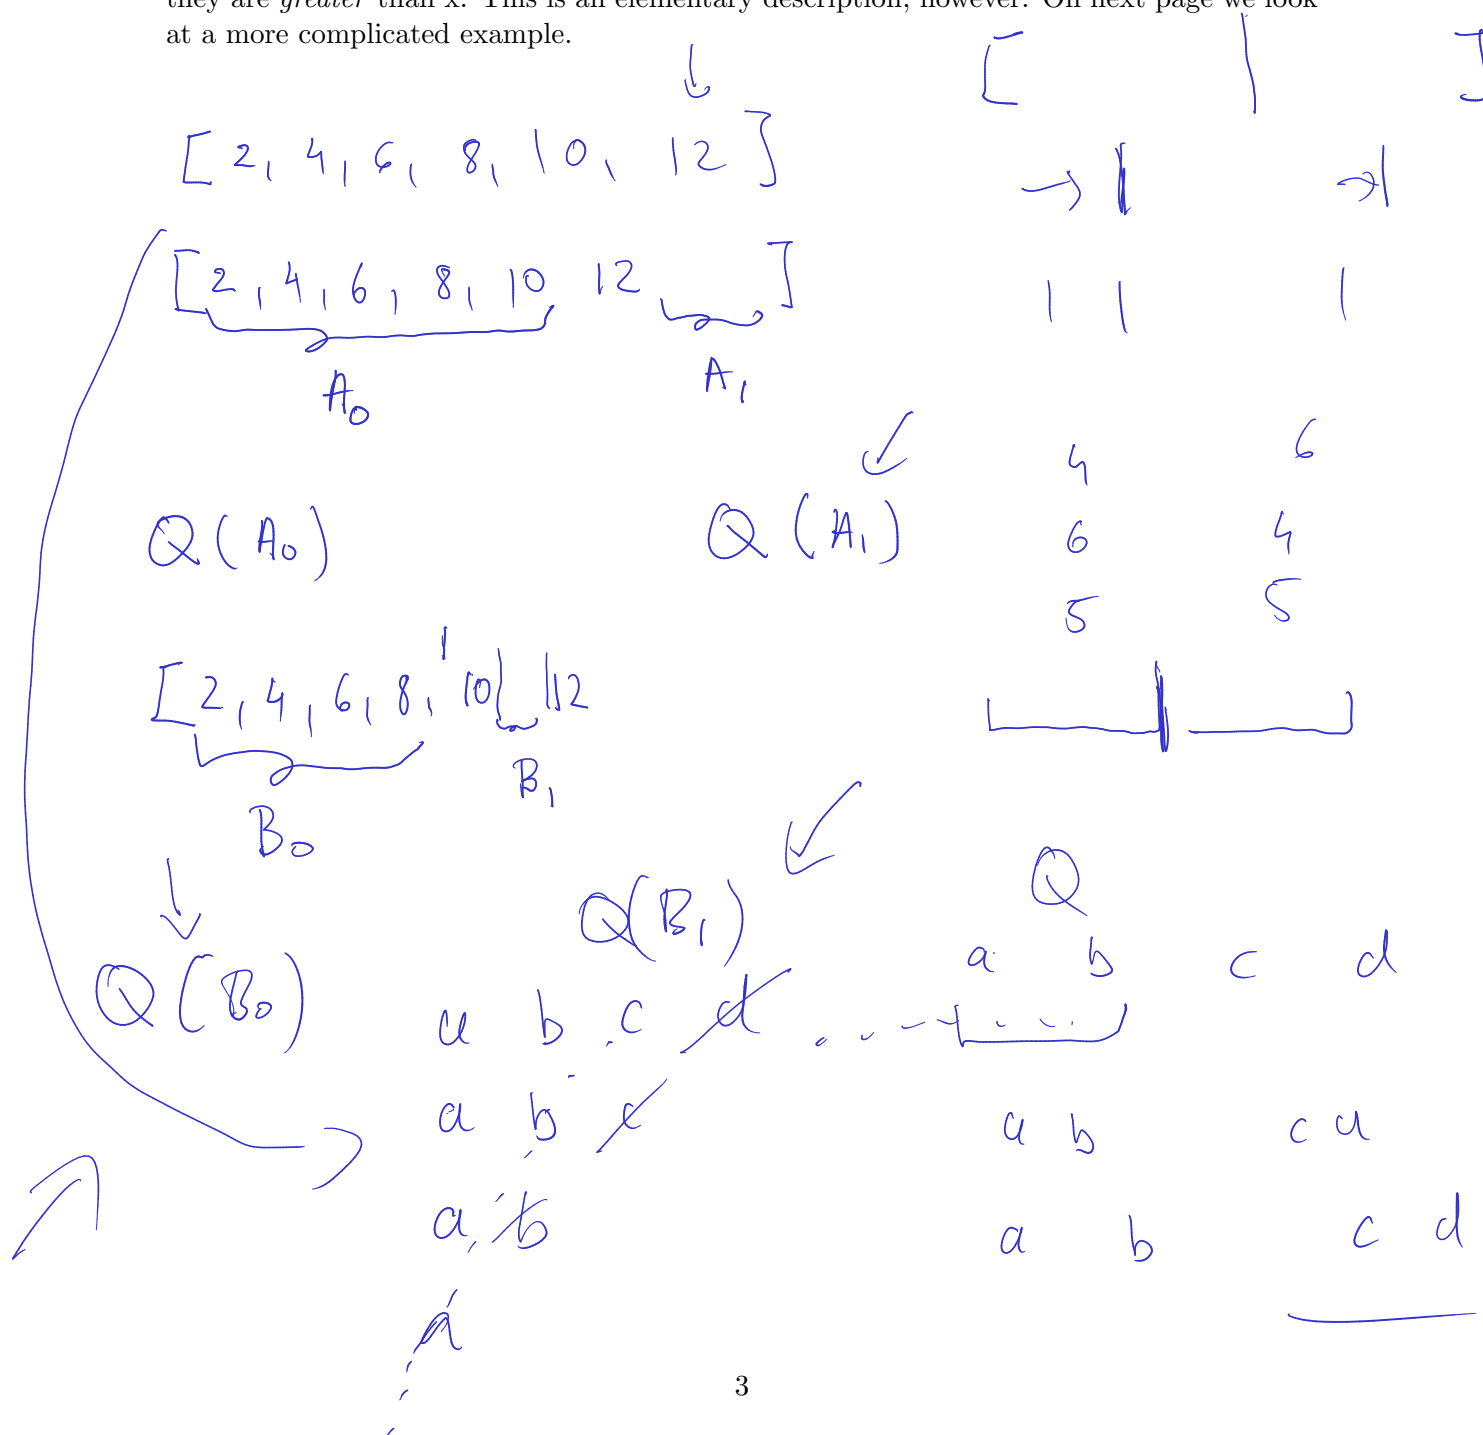 they are greater than x. This is an elementary description, however. On next page we look
at a more complicated example.
[ 2, 4, 6, 8, 10, 12 ]
[ 2, 4, 6, 8, 10 12 ]
A0
A1
Q(A0)
Q(A1)
[ 2, 4, 6, 8, 10 | | 12
B0
B1
Q(B0)
Q(B1)
a b c d
a b c
a, b
a
[ | ]
→ | → |
| | |
4 6
6 4
5 5
Q
a b c d
a b c d
a b c d
3